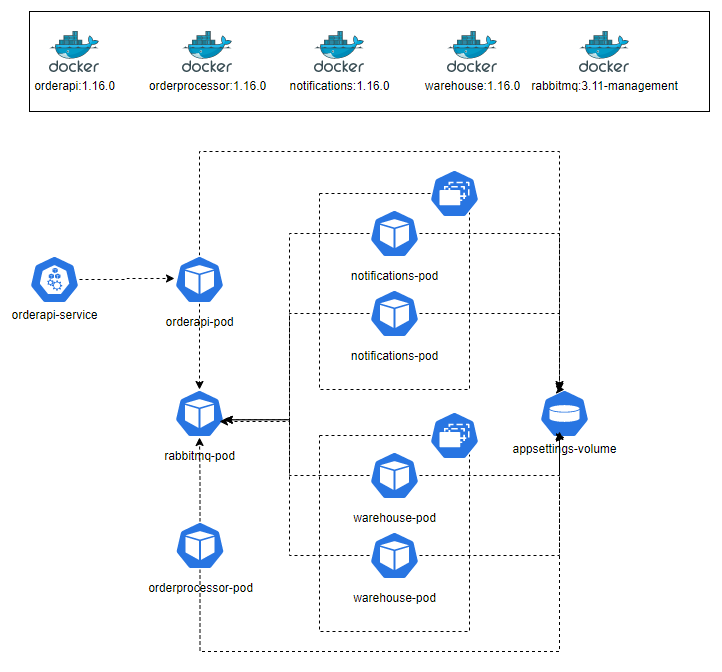 docker
docker
docker
docker
docker
orderapi:1.16.0
orderprocessor:1.16.0
notifications:1.16.0
warehouse:1.16.0
rabbitmq:3.11-management
notifications-pod
orderapi-service
orderapi-pod
notifications-pod
rabbitmq-pod
appsettings-volume
warehouse-pod
orderprocessor-pod
warehouse-pod